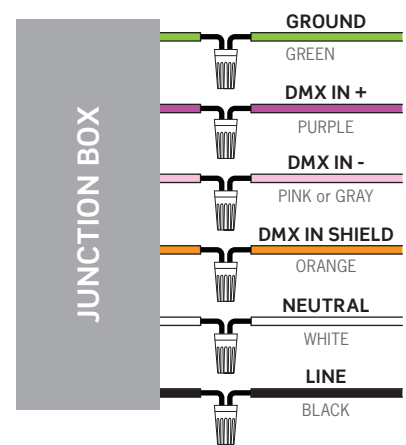 JUNCTION BOX
GROUND
GREEN
DMX IN +
PURPLE
DMX IN -
PINK or GRAY
DMX IN SHIELD
ORANGE
NEUTRAL
WHITE
LINE
BLACK